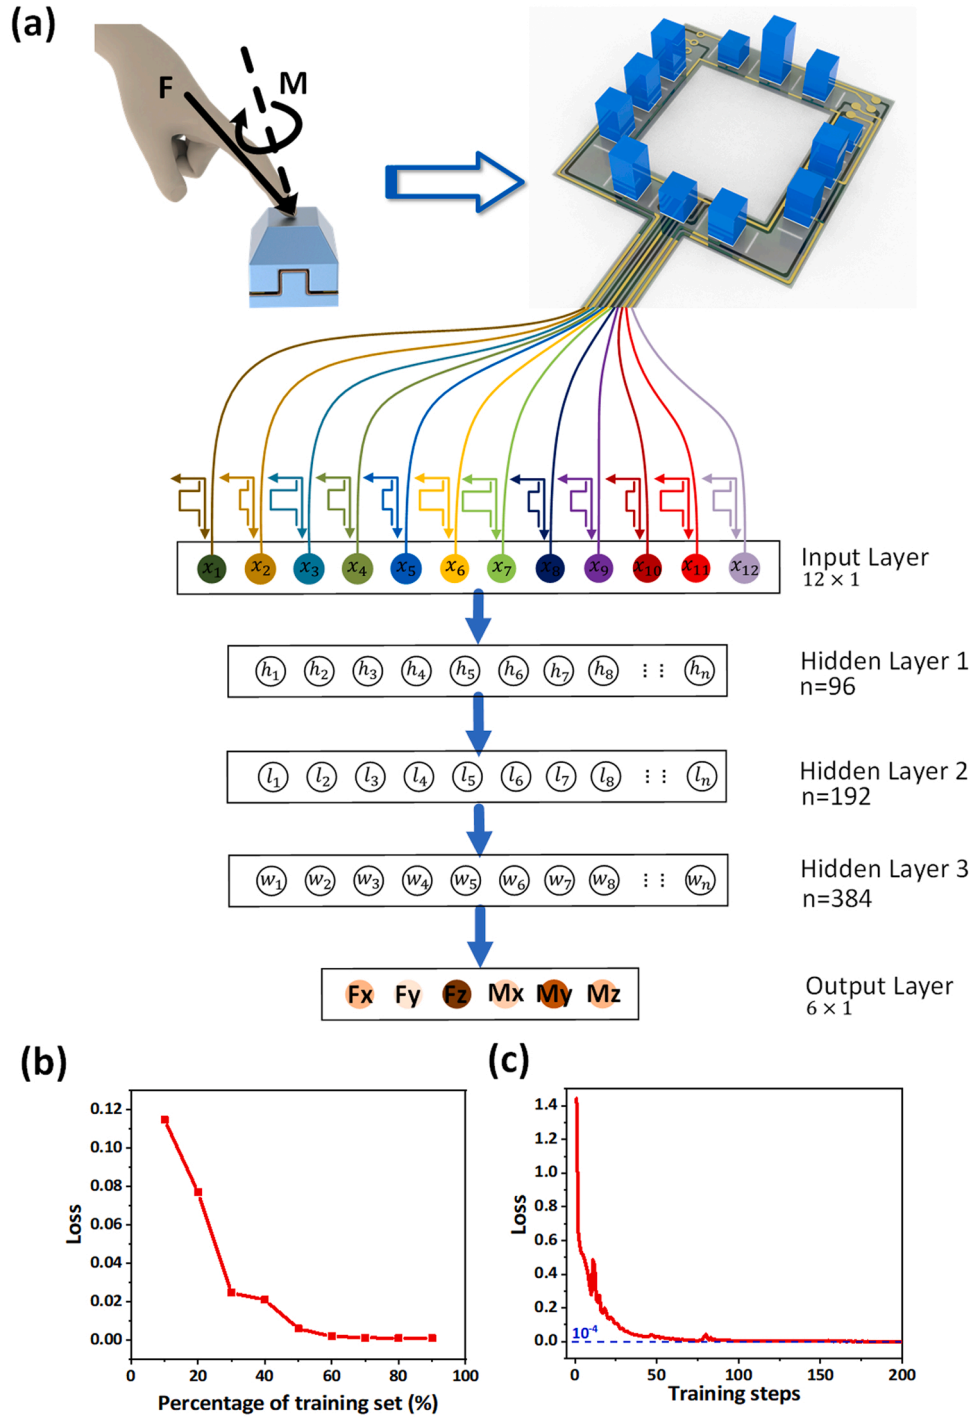 (a)
F
M
x₁ x₂ x₃ x₄ x₅ x₆ x₇ x₈ x₉ x₁₀ x₁₁ x₁₂
Input Layer
12 × 1
h₁ h₂ h₃ h₄ h₅ h₆ h₇ h₈ ⋮ ⋮ hₙ
Hidden Layer 1
n=96
l₁ l₂ l₃ l₄ l₅ l₆ l₇ l₈ ⋮ ⋮ lₙ
Hidden Layer 2
n=192
w₁ w₂ w₃ w₄ w₅ w₆ w₇ w₈ ⋮ ⋮ wₙ
Hidden Layer 3
n=384
Fx Fy Fz Mx My Mz
Output Layer
6 × 1
(b)
0.12
0.10
0.08
0.06
0.04
0.02
0.00
Loss
0 20 40 60 80 100
Percentage of training set (%)
(c)
1.4
1.2
1.0
0.8
0.6
0.4
0.2
0.0
Loss
10⁻⁴
0 50 100 150 200
Training steps